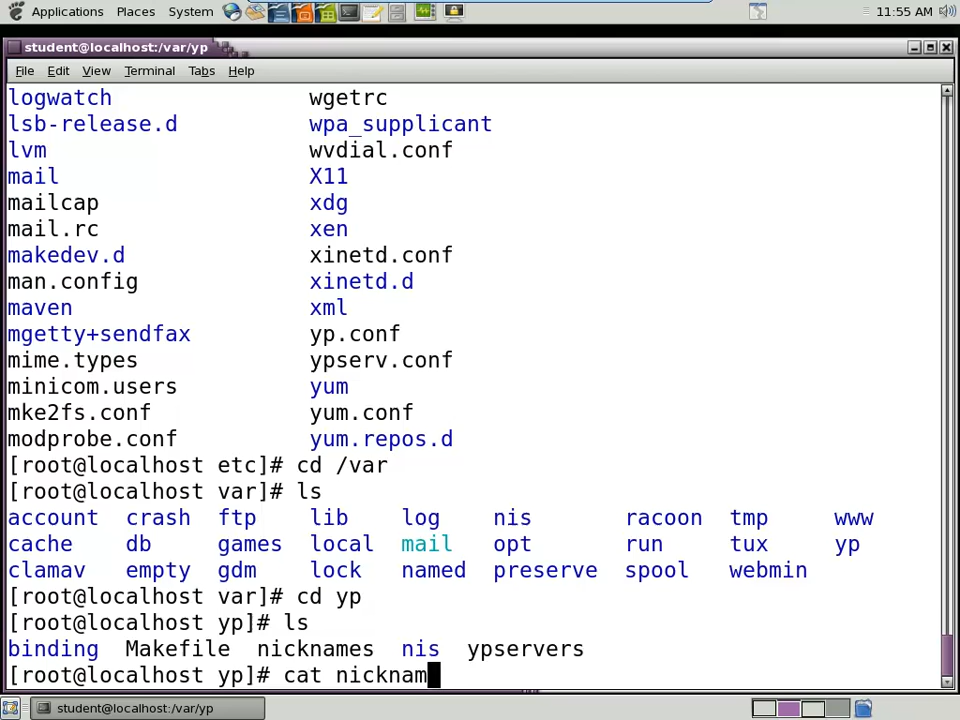 Applications Places System 11:55 AM
student@localhost:/var/yp
File Edit View Terminal Tabs Help
logwatch wgetrc
lsb-release.d wpa_supplicant
lvm wvdial.conf
mail X11
mailcap xdg
mail.rc xen
makedev.d xinetd.conf
man.config xinetd.d
maven xml
mgetty+sendfax yp.conf
mime.types ypserv.conf
minicom.users yum
mke2fs.conf yum.conf
modprobe.conf yum.repos.d
[root@localhost etc]# cd /var
[root@localhost var]# ls
account crash ftp lib log nis racoon tmp www
cache db games local mail opt run tux yp
clamav empty gdm lock named preserve spool webmin
[root@localhost var]# cd yp
[root@localhost yp]# ls
binding Makefile nicknames nis ypservers
[root@localhost yp]# cat nicknam
student@localhost:/var/yp